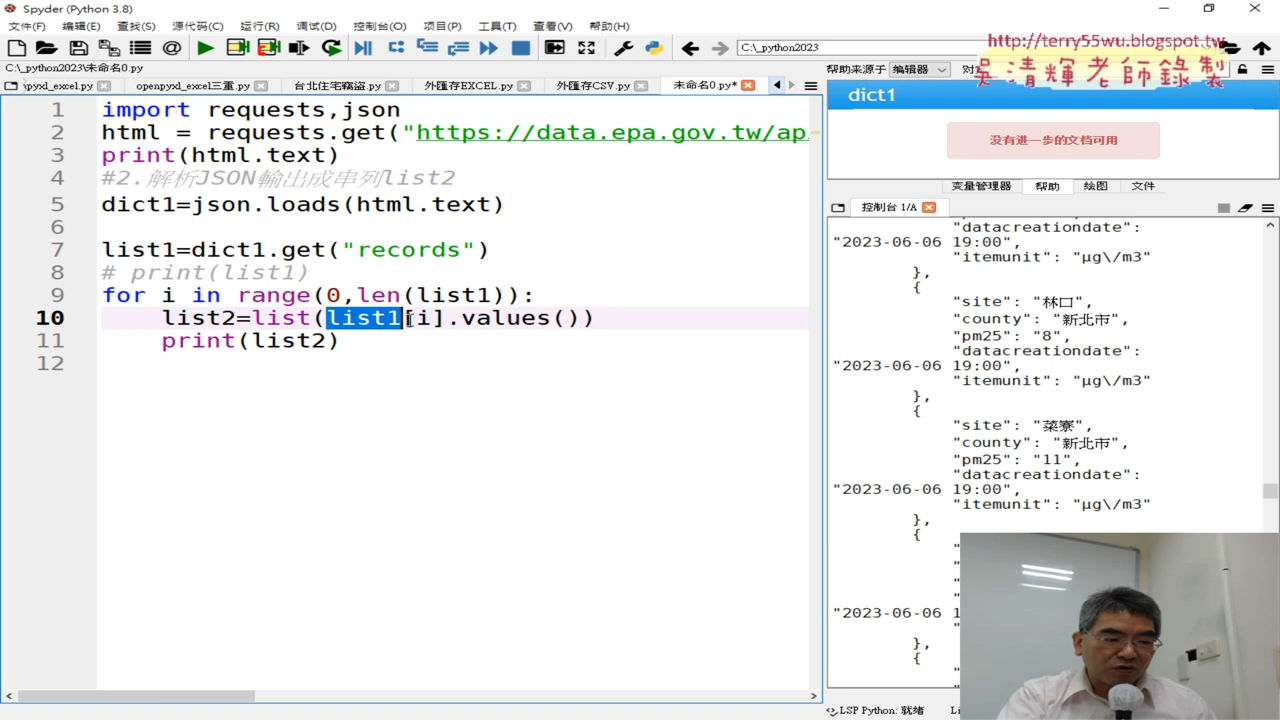 Spyder (Python 3.8)
文件(F) 编辑(E) 查找(S) 源代码(C) 运行(R) 调试(D) 控制台(O) 项目(P) 工具(T) 查看(V) 帮助(H)
C:\_python2023
http://terry55wu.blogspot.tw
吳清輝老師錄製
C:\_python2023\未命名0.py
帮助来源于 编辑器
pyxl_excel.py openpyxl_excel三重.py 台北住宅竊盜.py 外匯存EXCEL.py 外匯存CSV.py 未命名0.py*
dict1
没有进一步的文档可用
变量管理器 帮助 绘图 文件
控制台 1/A
1 import requests,json
2 html = requests.get("https://data.epa.gov.tw/ap
3 print(html.text)
4 #2.解析JSON輸出成串列list2
5 dict1=json.loads(html.text)
6
7 list1=dict1.get("records")
8 # print(list1)
9 for i in range(0,len(list1)):
10 list2=list(list1[i].values())
11 print(list2)
12
"datacreationdate":
"2023-06-06 19:00",
"itemunit": "μg\/m3"
},
{
"site": "林口",
"county": "新北市",
"pm25": "8",
"datacreationdate":
"2023-06-06 19:00",
"itemunit": "μg\/m3"
},
{
"site": "菜寮",
"county": "新北市",
"pm25": "11",
"datacreationdate":
"2023-06-06 19:00",
"itemunit": "μg\/m3"
},
{
"2023-06-06 1
},
{
LSP Python: 就绪